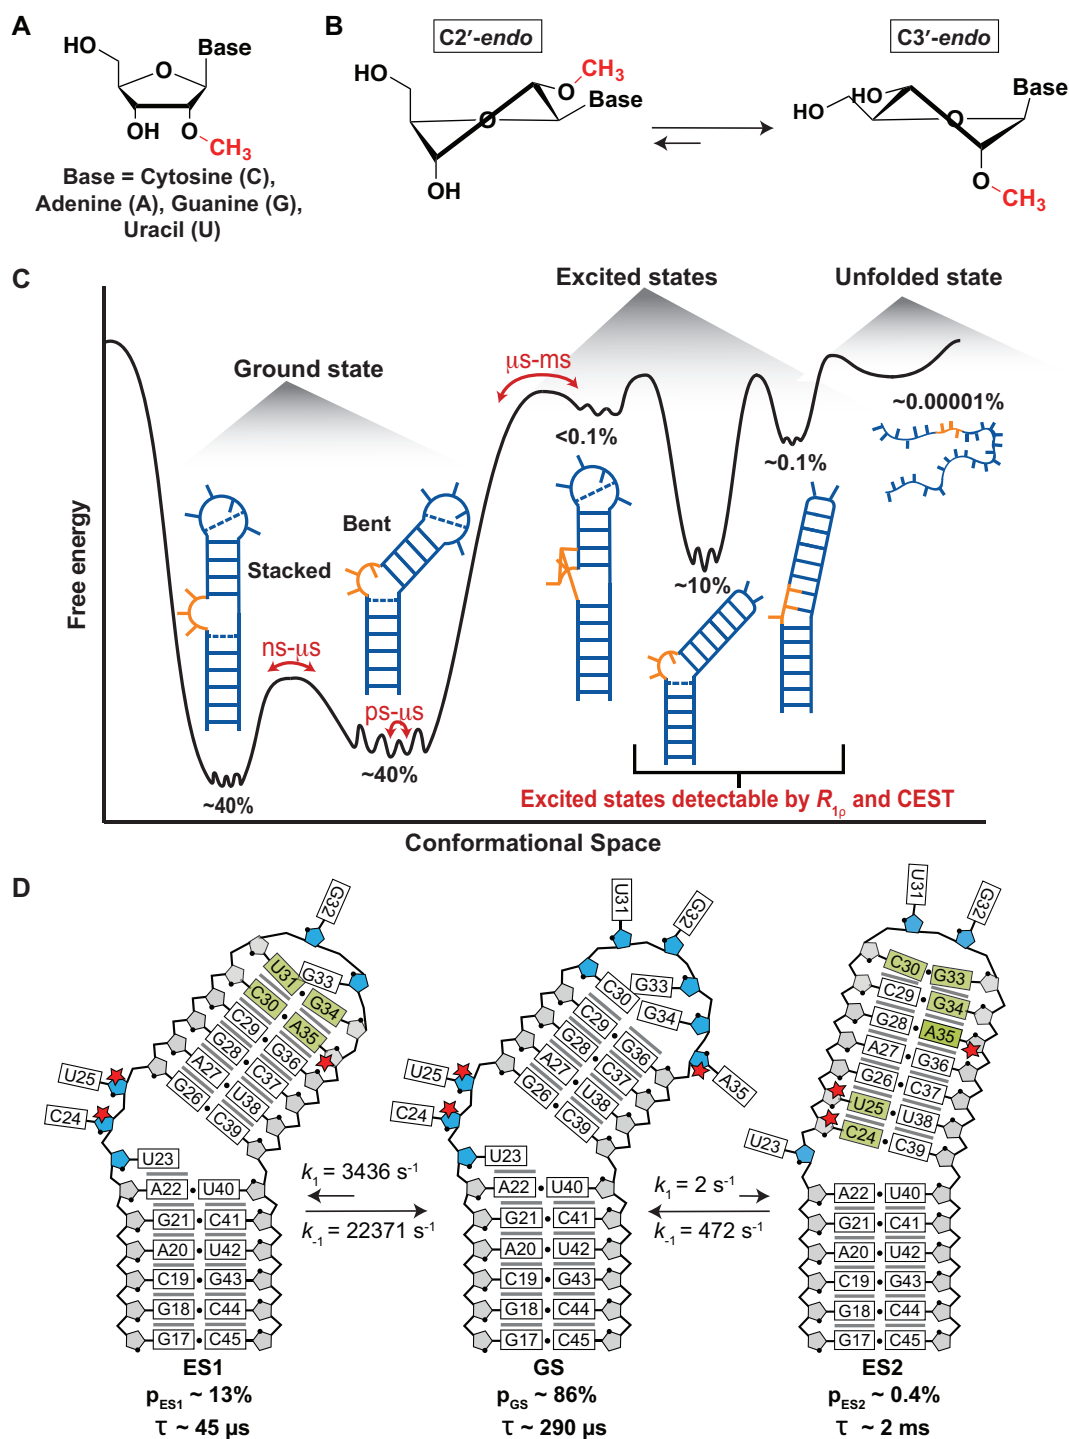 A
HO
O
Base
OH
O
CH3
Base = Cytosine (C),
Adenine (A), Guanine (G),
Uracil (U)
B
C2′-endo
HO
O
CH3
O
Base
OH
C3′-endo
HO
HO
O
Base
O
CH3
C
Free energy
Conformational Space
Ground state
Excited states
Unfolded state
Stacked
Bent
ns-μs
ps-μs
μs-ms
~40%
~40%
<0.1%
~10%
~0.1%
~0.00001%
Excited states detectable by R1ρ and CEST
D
G32
U31
G33
C30
G34
C29
A35
G28
G36
A27
C37
G26
U38
C39
U25
C24
U23
A22
U40
G21
C41
A20
U42
C19
G43
G18
C44
G17
C45
ES1
pES1 ~ 13%
τ ~ 45 μs
k1 = 3436 s-1
k-1 = 22371 s-1
U31
G32
G33
C30
G34
C29
G28
G36
A35
A27
C37
G26
U38
C39
U25
C24
U23
A22
U40
G21
C41
A20
U42
C19
G43
G18
C44
G17
C45
GS
pGS ~ 86%
τ ~ 290 μs
k1 = 2 s-1
k-1 = 472 s-1
U31
G32
C30
G33
C29
G34
G28
A35
A27
G36
G26
C37
U25
U38
C24
C39
U23
A22
U40
G21
C41
A20
U42
C19
G43
G18
C44
G17
C45
ES2
pES2 ~ 0.4%
τ ~ 2 ms